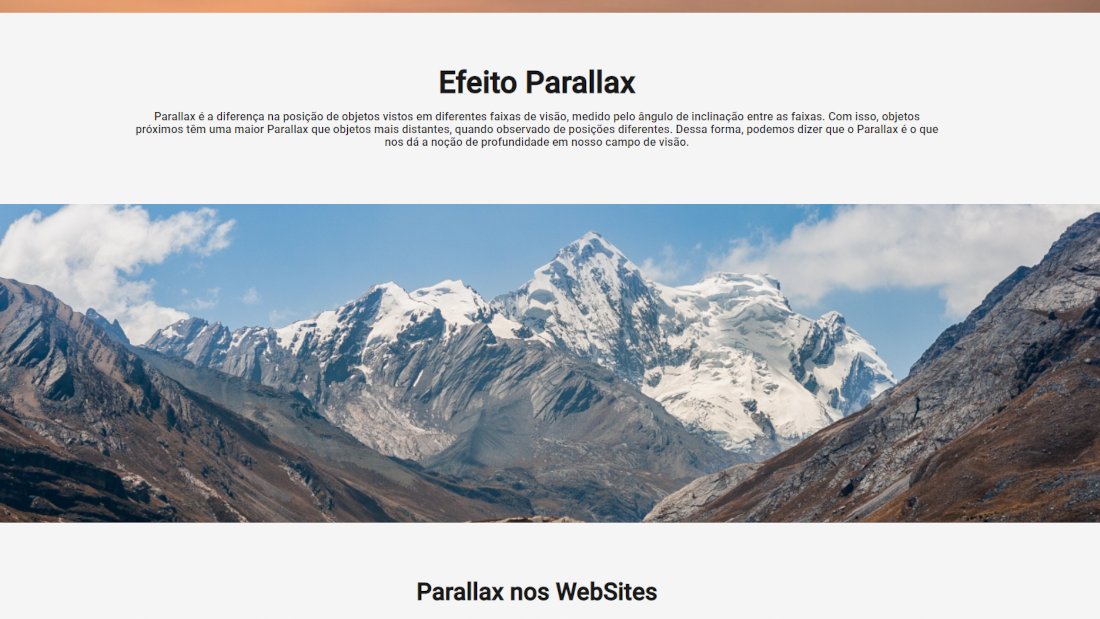 Efeito Parallax
Parallax é a diferença na posição de objetos vistos em diferentes faixas de visão, medido pelo ângulo de inclinação entre as faixas. Com isso, objetos
próximos têm uma maior Parallax que objetos mais distantes, quando observado de posições diferentes. Dessa forma, podemos dizer que o Parallax é o que
nos dá a noção de profundidade em nosso campo de visão.
Parallax nos WebSites